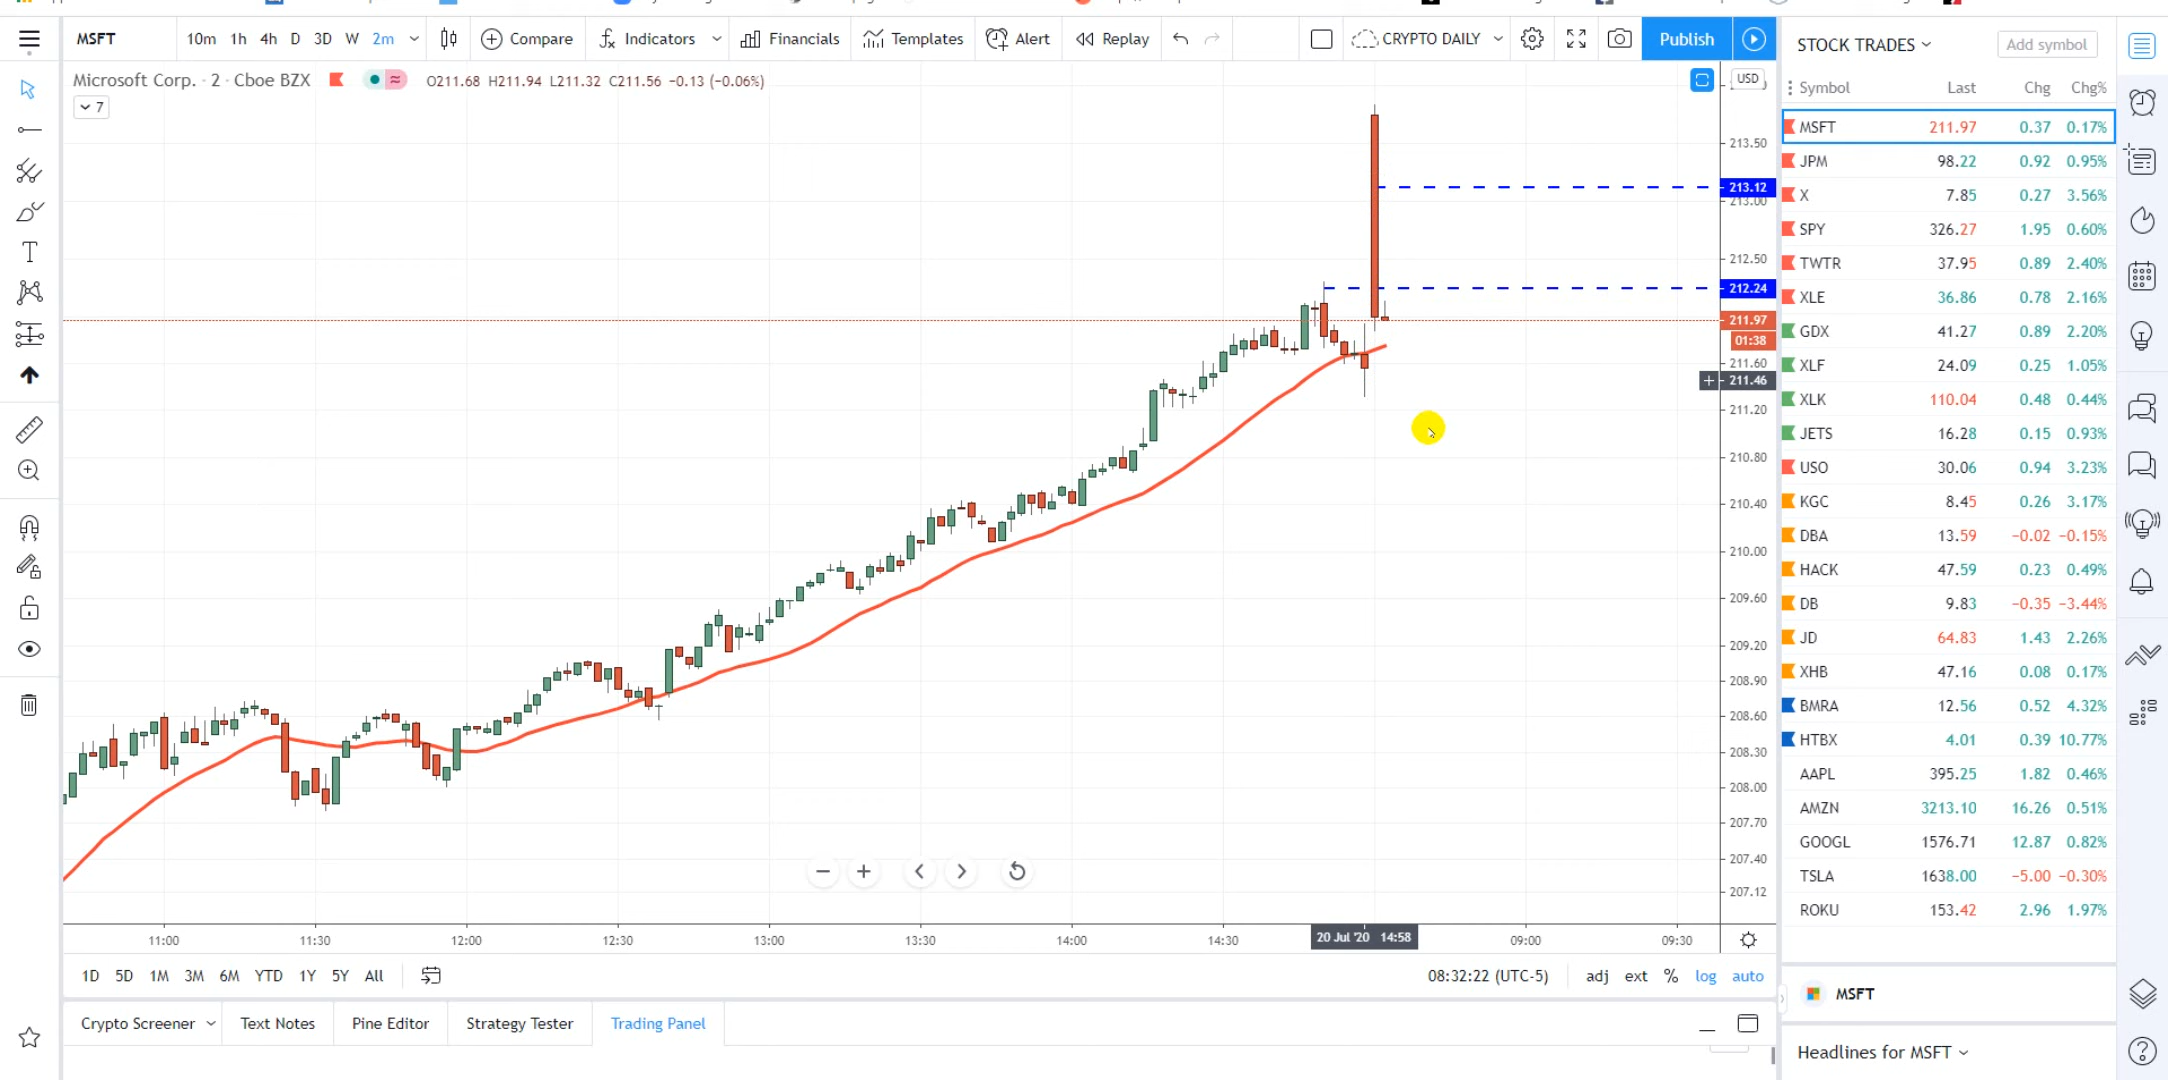 MSFT 10m 1h 4h D 3D W 2m Compare Indicators Financials Templates Alert Replay CRYPTO DAILY Publish
Microsoft Corp. · 2 · Cboe BZX O211.68 H211.94 L211.32 C211.56 −0.13 (−0.06%)
7
USD
213.50
213.12
213.00
212.50
212.24
211.97
01:38
211.60
211.46
211.20
210.80
210.40
210.00
209.60
209.20
208.90
208.60
208.30
208.00
207.70
207.40
207.12
11:00 11:30 12:00 12:30 13:00 13:30 14:00 14:30 20 Jul '20 14:58 09:00 09:30
1D 5D 1M 3M 6M YTD 1Y 5Y All 08:32:22 (UTC-5) adj ext % log auto
Crypto Screener Text Notes Pine Editor Strategy Tester Trading Panel
STOCK TRADES Add symbol
Symbol Last Chg Chg%
MSFT 211.97 0.37 0.17%
JPM 98.22 0.92 0.95%
X 7.85 0.27 3.56%
SPY 326.27 1.95 0.60%
TWTR 37.95 0.89 2.40%
XLE 36.86 0.78 2.16%
GDX 41.27 0.89 2.20%
XLF 24.09 0.25 1.05%
XLK 110.04 0.48 0.44%
JETS 16.28 0.15 0.93%
USO 30.06 0.94 3.23%
KGC 8.45 0.26 3.17%
DBA 13.59 −0.02 −0.15%
HACK 47.59 0.23 0.49%
DB 9.83 −0.35 −3.44%
JD 64.83 1.43 2.26%
XHB 47.16 0.08 0.17%
BMRA 12.56 0.52 4.32%
HTBX 4.01 0.39 10.77%
AAPL 395.25 1.82 0.46%
AMZN 3213.10 16.26 0.51%
GOOGL 1576.71 12.87 0.82%
TSLA 1638.00 −5.00 −0.30%
ROKU 153.42 2.96 1.97%
MSFT
Headlines for MSFT